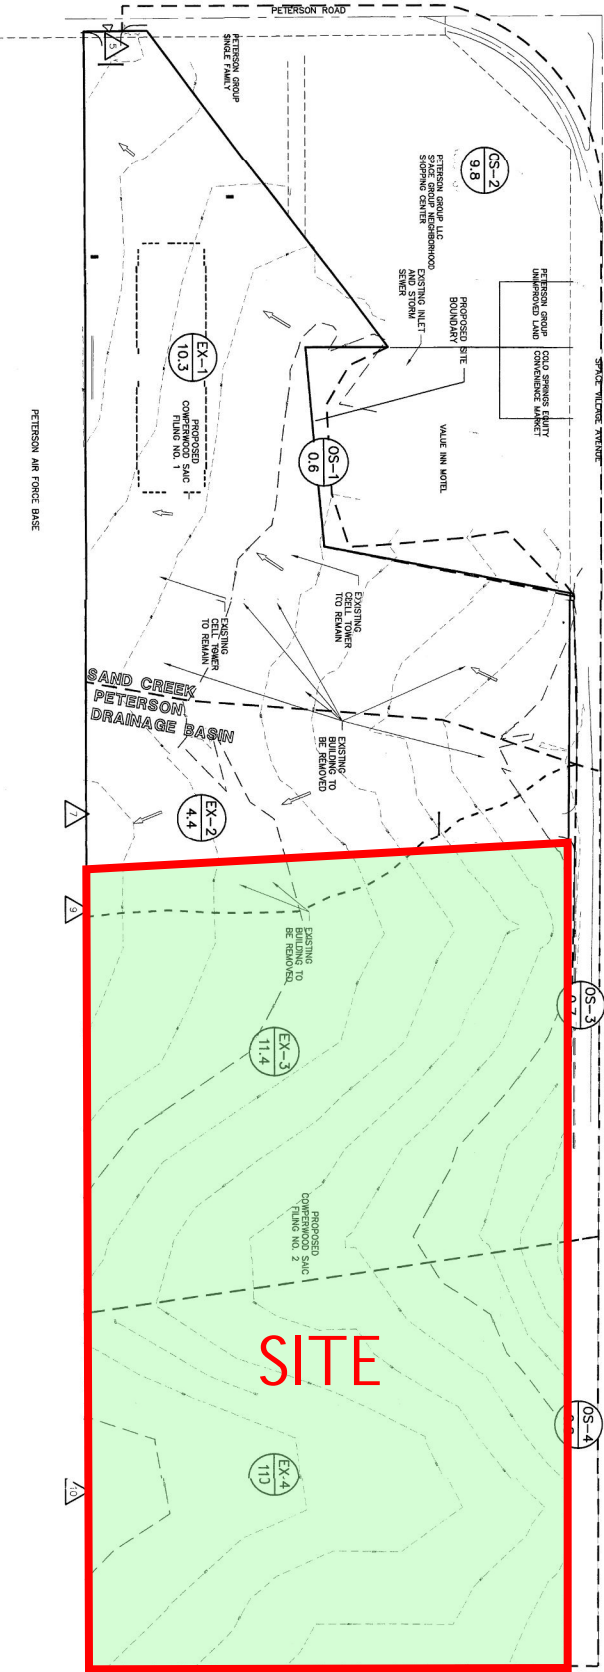 PETERSON ROAD
5
PETERSON GROUP
SINGLE FAMILY
CS-2
9.8
PETERSON GROUP LLC
SPACE GROUP NEIGHBORHOOD
SHOPPING CENTER
PETERSON GROUP
UNIMPROVED LAND
COLO SPRINGS EQUITY
CONVENIENCE MARKET
SPACE VILLAGE AVENUE
EXISTING INLET
AND STORM
SEWER
PROPOSED SITE
BOUNDARY
EX-1
10.3
PROPOSED
COWPERWOOD SAIC
FILING NO. 1
VALUE INN MOTEL
OS-1
0.6
PETERSON AIR FORCE BASE
EXISTING
CELL TOWER
TO REMAIN
EXISTING
CELL TOWER
TO REMAIN
SAND CREEK
PETERSON
DRAINAGE BASIN
EXISTING
BUILDING TO
BE REMOVED
EX-2
4.4
7
9
EXISTING
BUILDING TO
BE REMOVED
OS-3
EX-3
11.4
PROPOSED
COWPERWOOD SAIC
FILING NO. 2
SITE
OS-4
EX-4
10